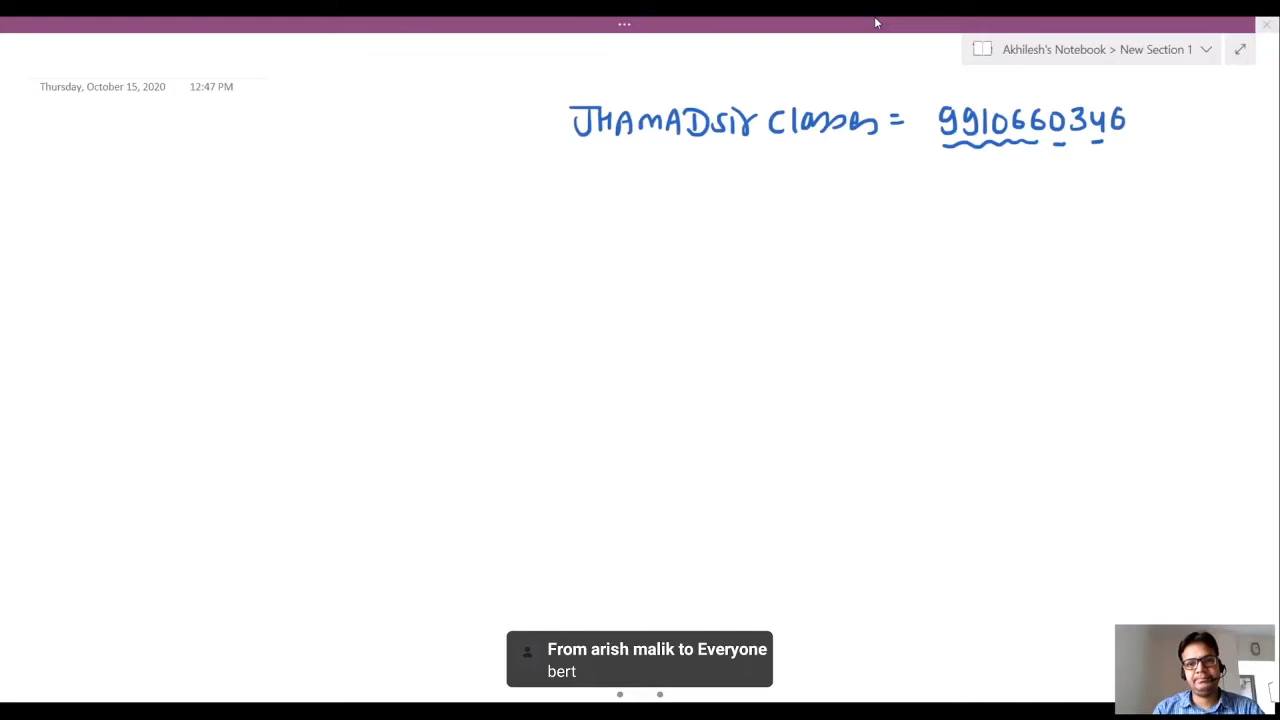 Akhilesh's Notebook > New Section 1
Thursday, October 15, 2020 12:47 PM
JHAMADSir Classes = 9910660346
From arish malik to Everyone
bert